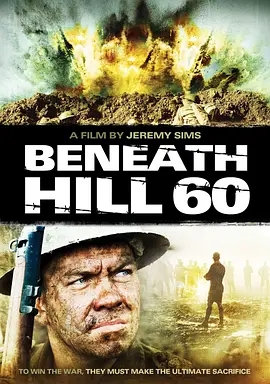 A FILM BY JEREMY SIMS
BENEATH
HILL 60
TO WIN THE WAR, THEY MUST MAKE THE ULTIMATE SACRIFICE